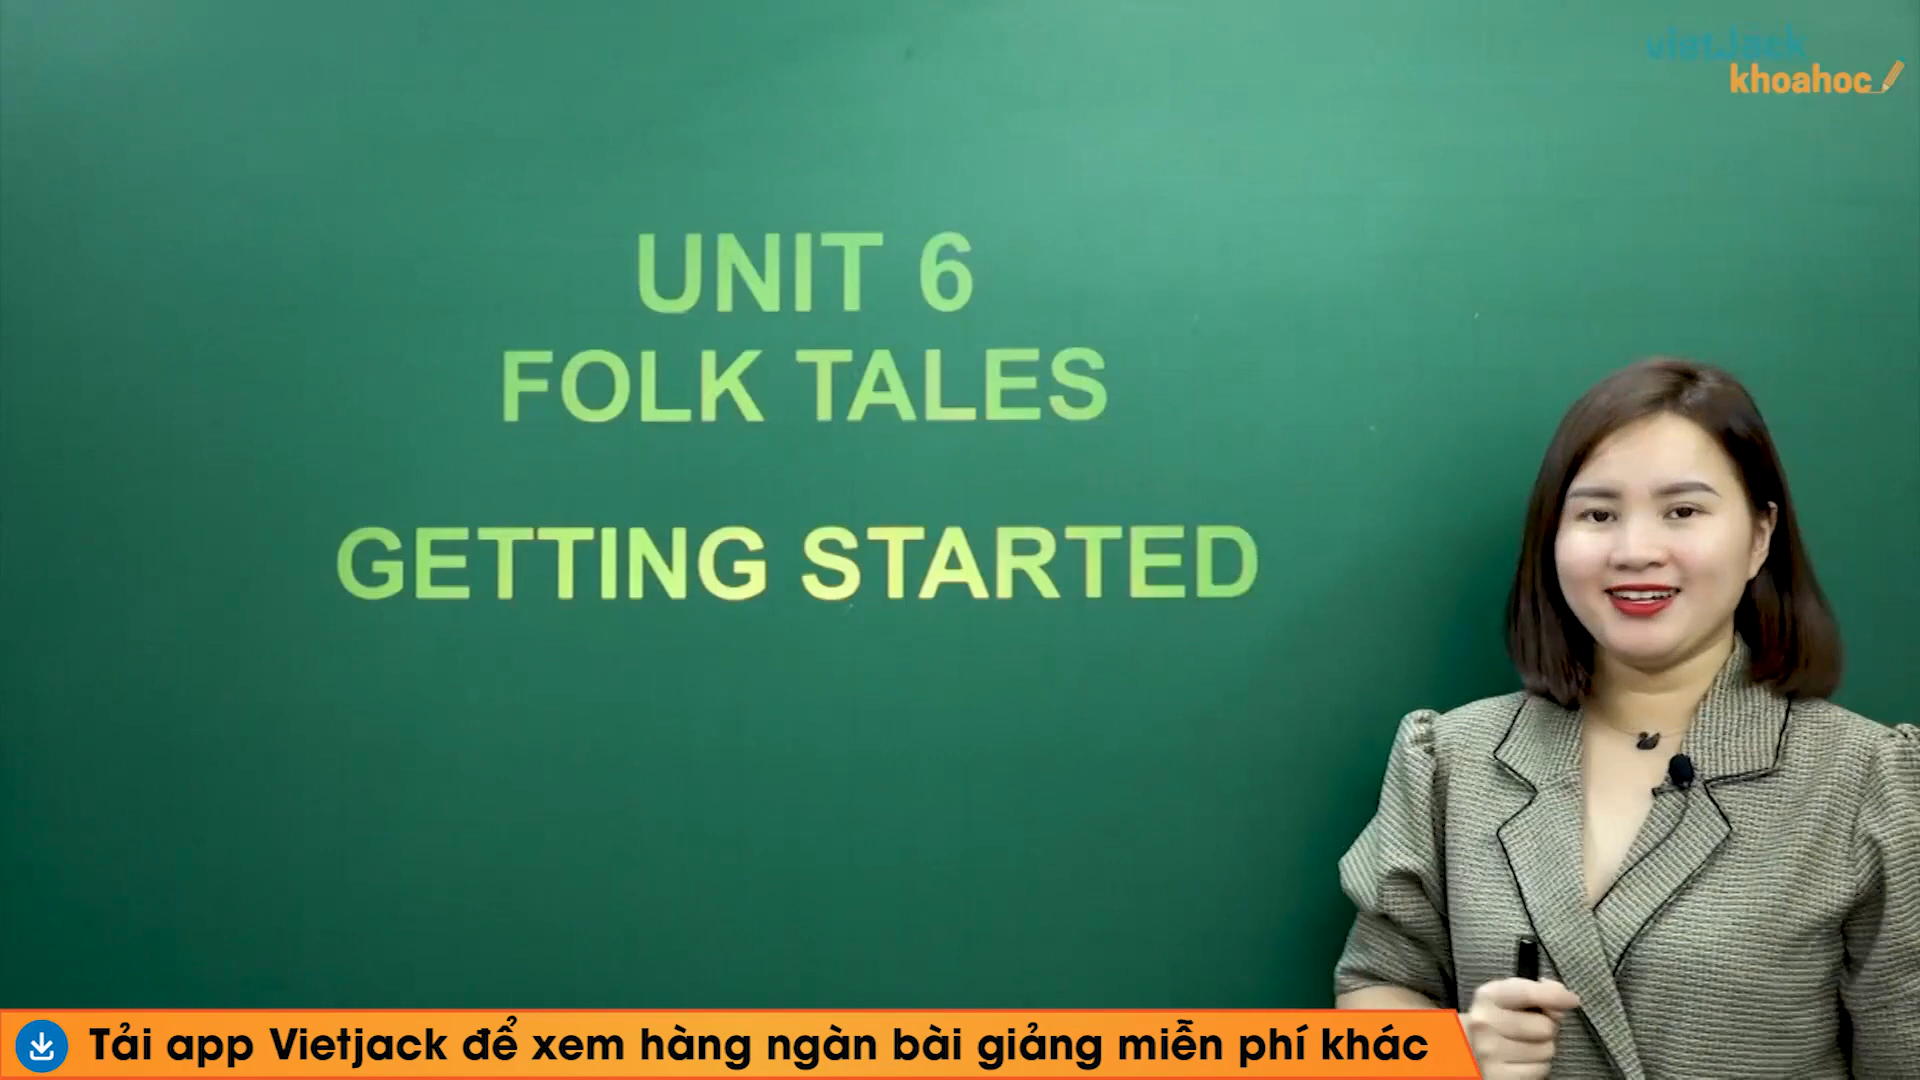 vietJack
khoahoc
UNIT 6
FOLK TALES
GETTING STARTED
Tải app Vietjack để xem hàng ngàn bài giảng miễn phí khác